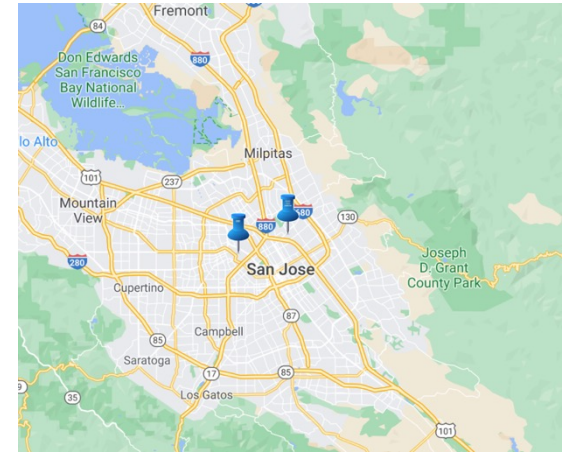 Fremont
84
880
Don Edwards
San Francisco
Bay National
Wildlife...
lo Alto
Milpitas
101
237
Mountain
View
880
680
130
280
San Jose
Joseph
D. Grant
County Park
Cupertino
87
Campbell
85
Saratoga
17
85
9
35
Los Gatos
101